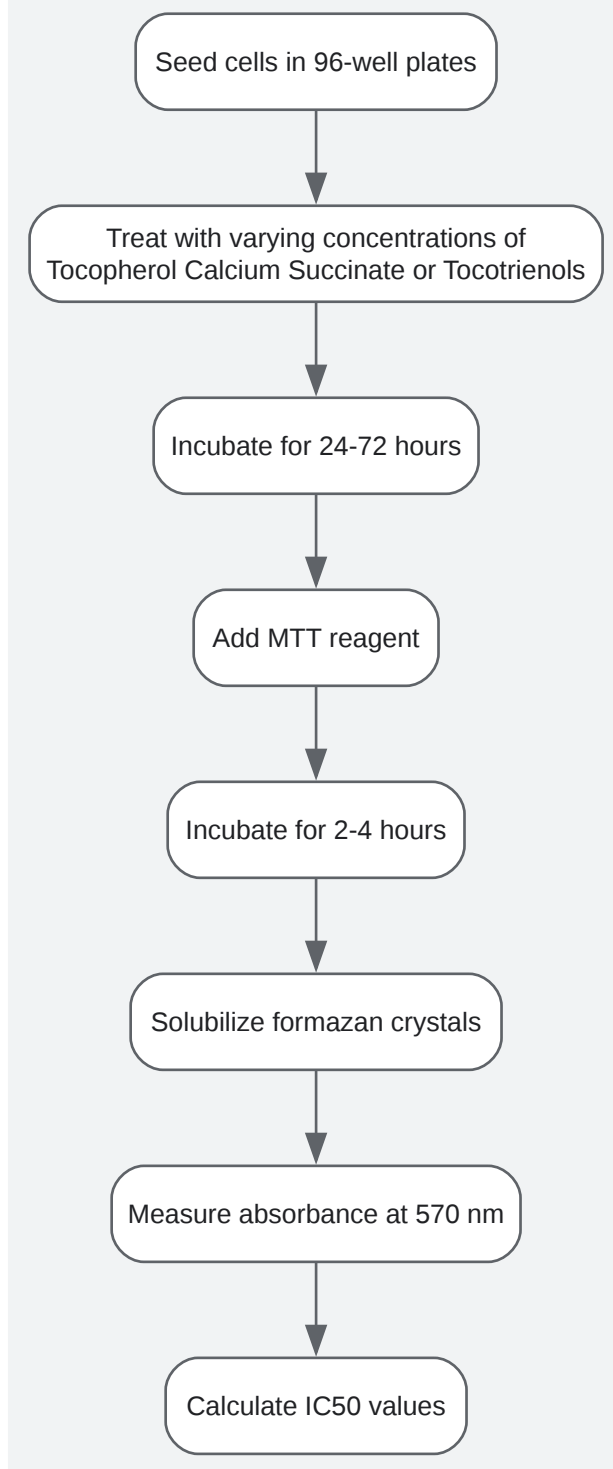 Seed cells in 96-well plates
Treat with varying concentrations of
Tocopherol Calcium Succinate or Tocotrienols
Incubate for 24-72 hours
Add MTT reagent
Incubate for 2-4 hours
Solubilize formazan crystals
Measure absorbance at 570 nm
Calculate IC50 values